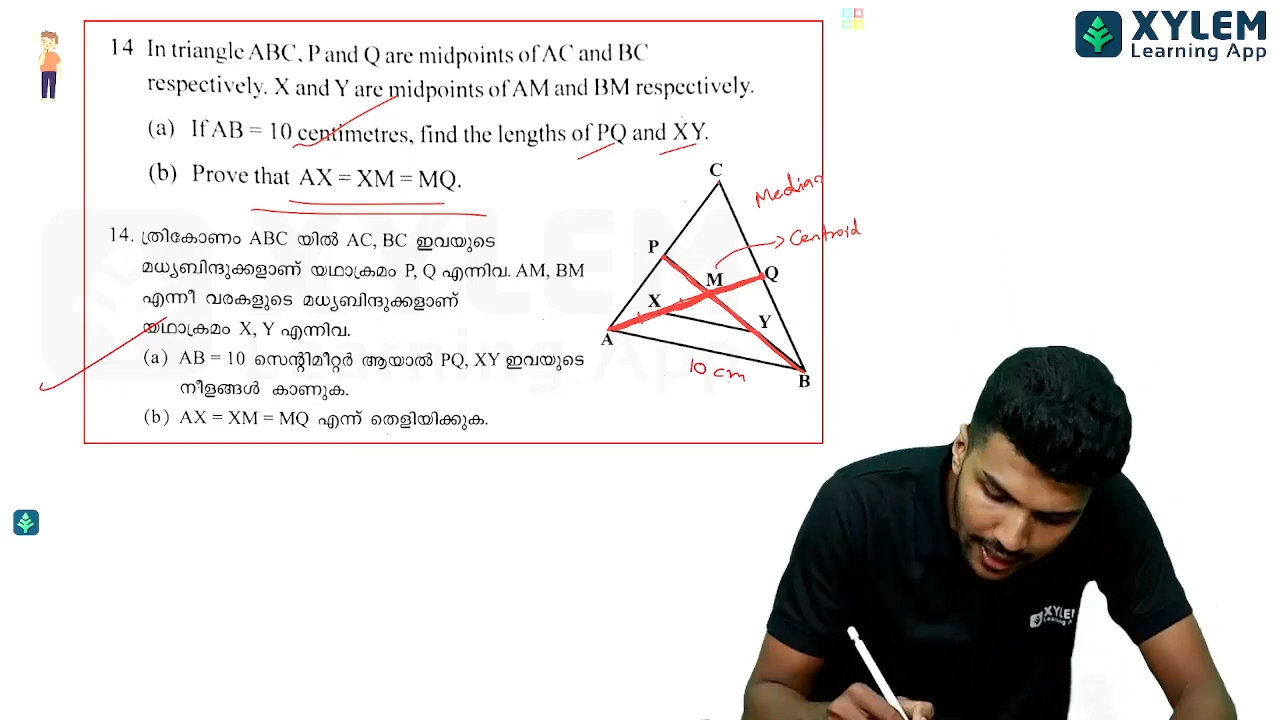 XYLEM
Learning App
14 In triangle ABC, P and Q are midpoints of AC and BC
respectively. X and Y are midpoints of AM and BM respectively.
(a) If AB = 10 centimetres, find the lengths of PQ and XY.
(b) Prove that AX = XM = MQ.
C
Median
P
Centroid
M
Q
X
Y
A
10 cm
B
14. ത്രികോണം ABC യിൽ AC, BC ഇവയുടെ
മധ്യബിന്ദുക്കളാണ് യഥാക്രമം P, Q എന്നിവ. AM, BM
എന്നീ വരകളുടെ മധ്യബിന്ദുക്കളാണ്
യഥാക്രമം X, Y എന്നിവ.
(a) AB = 10 സെന്റിമീറ്റർ ആയാൽ PQ, XY ഇവയുടെ
നീളങ്ങൾ കാണുക.
(b) AX = XM = MQ എന്ന് തെളിയിക്കുക.
XYLEM
Learning App
XYLEM